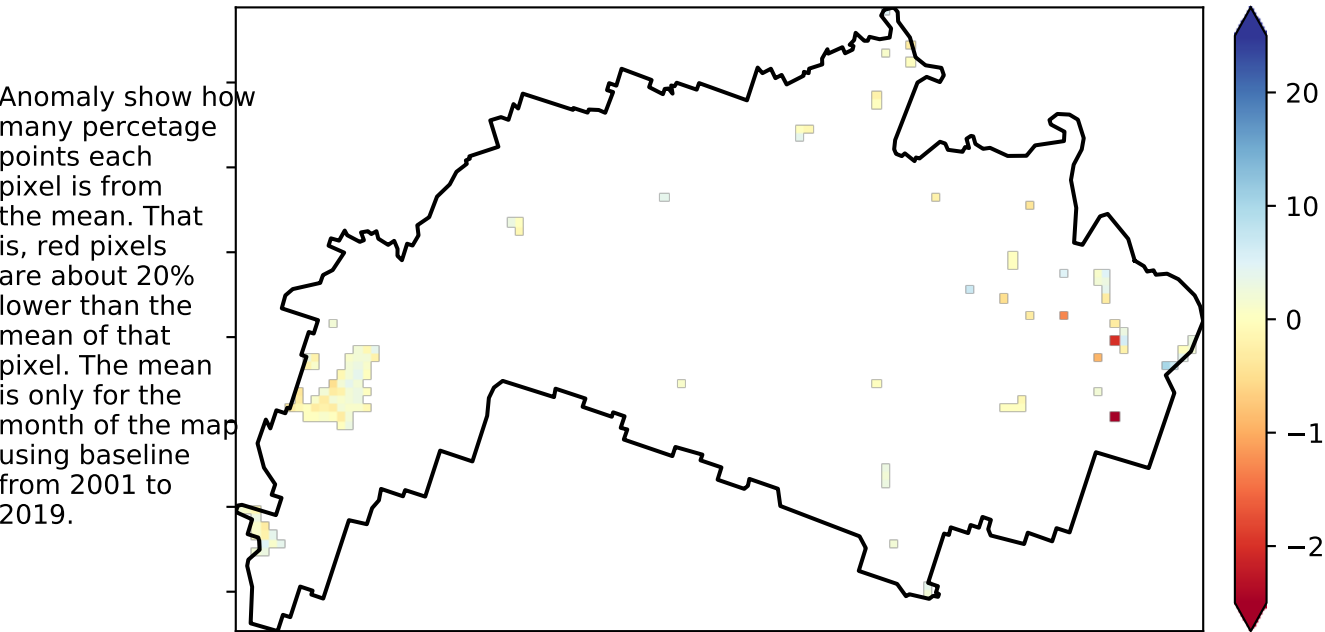 Anomaly show how
many percetage
points each
pixel is from
the mean. That
is, red pixels
are about 20%
lower than the
mean of that
pixel. The mean
is only for the
month of the map
using baseline
from 2001 to
2019.
20
10
0
−1
−2